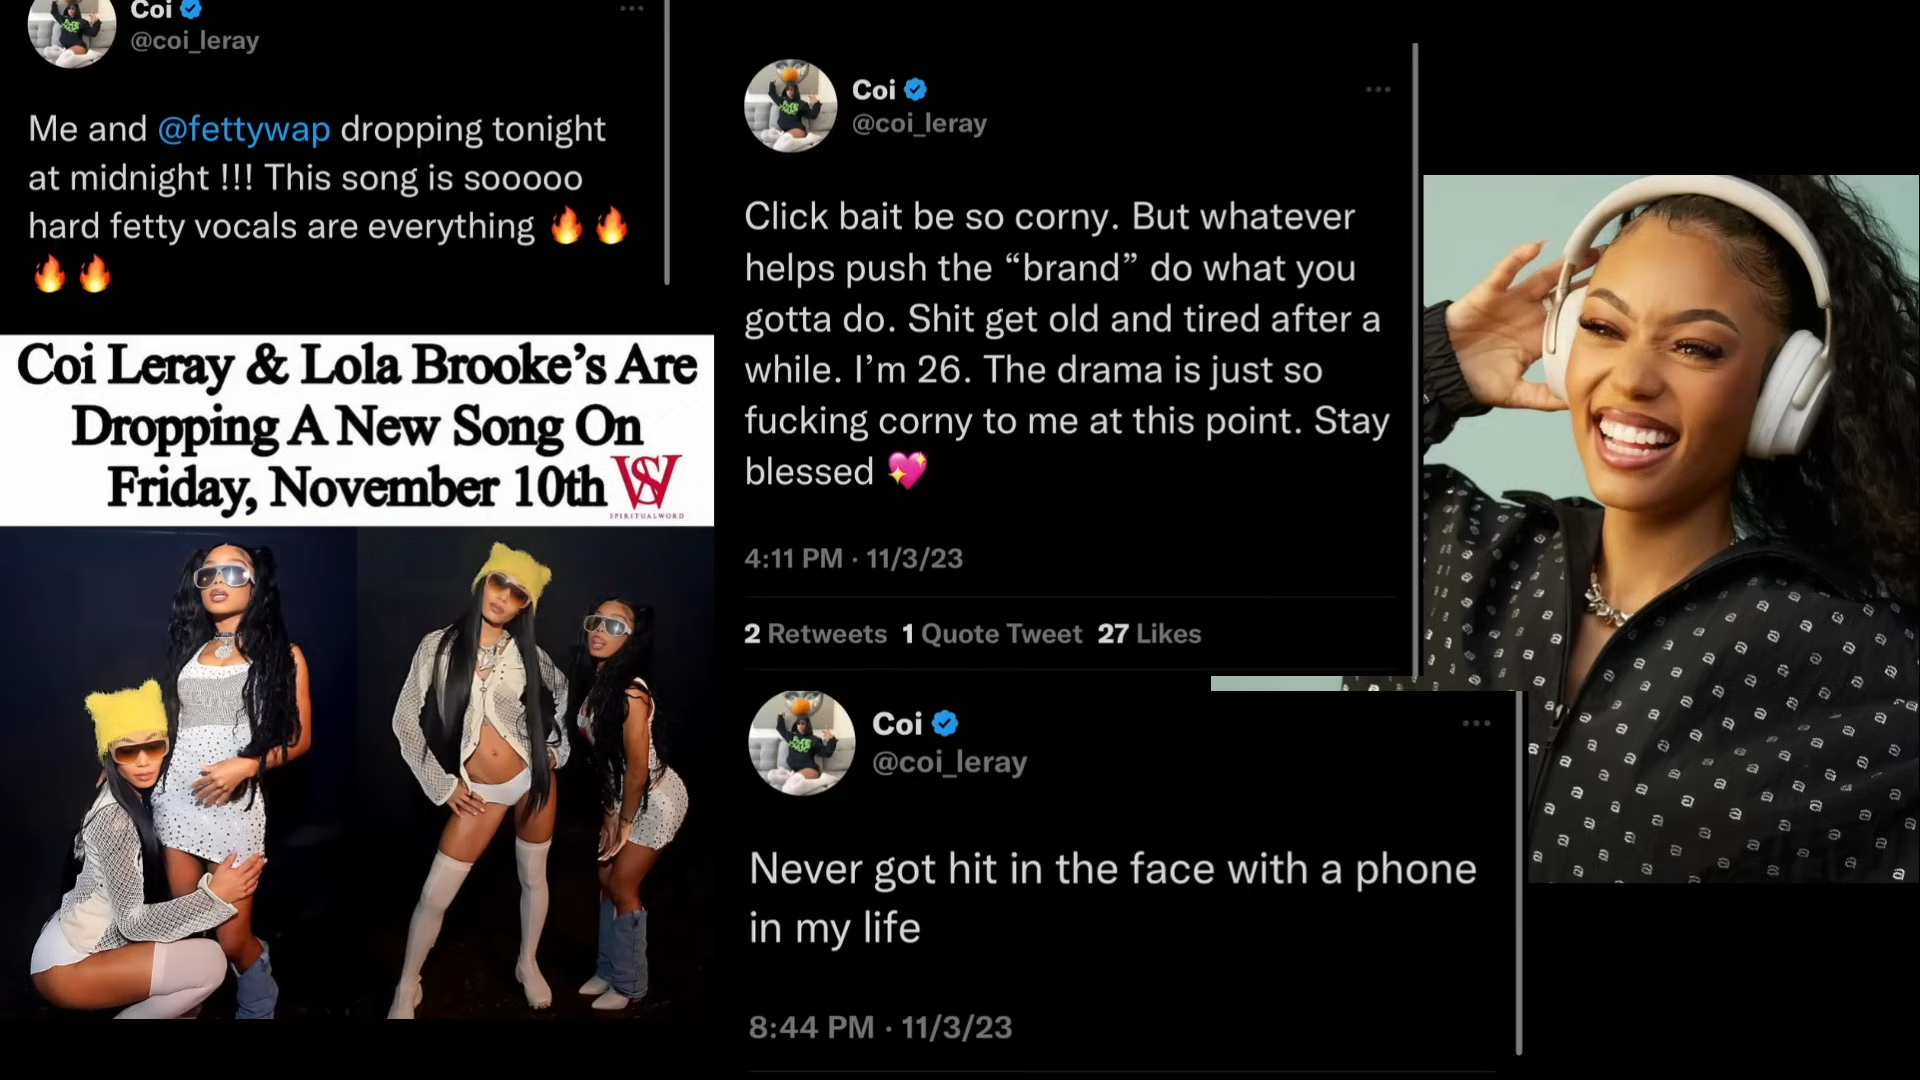 Coi
@coi_leray
Me and @fettywap dropping tonight
at midnight !!! This song is sooooo
hard fetty vocals are everything 🔥🔥
🔥🔥
Coi Leray & Lola Brooke’s Are
Dropping A New Song On
Friday, November 10th
SW
SPIRITUALWORD
Coi
@coi_leray
Click bait be so corny. But whatever
helps push the “brand” do what you
gotta do. Shit get old and tired after a
while. I’m 26. The drama is just so
fucking corny to me at this point. Stay
blessed 💖
4:11 PM · 11/3/23
2 Retweets 1 Quote Tweet 27 Likes
Coi
@coi_leray
Never got hit in the face with a phone
in my life
8:44 PM · 11/3/23